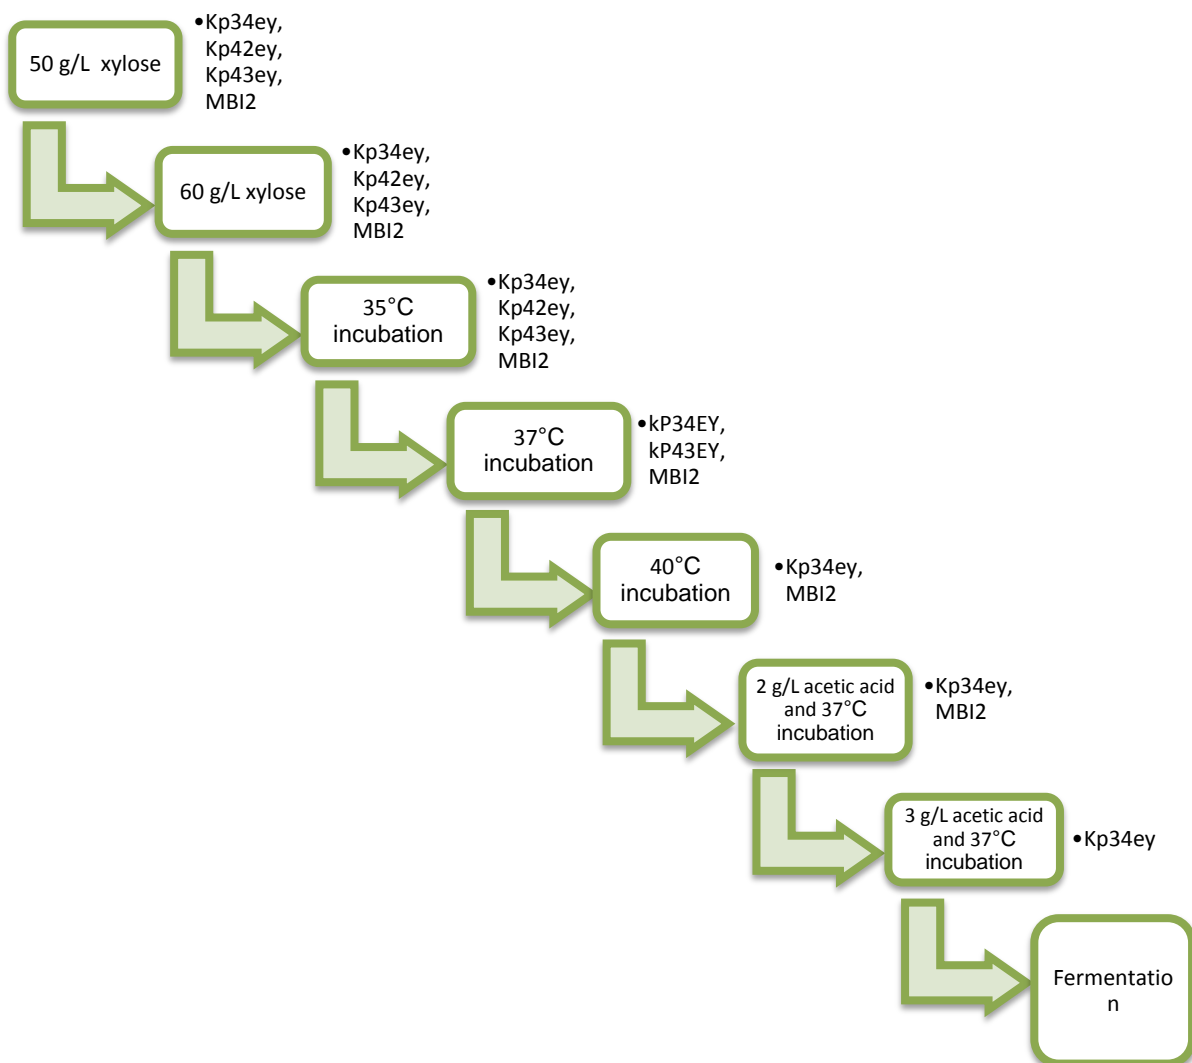 50 g/L  xylose
•Kp34ey,
Kp42ey,
Kp43ey,
MBI2
60 g/L xylose
•Kp34ey,
Kp42ey,
Kp43ey,
MBI2
35°C
incubation
•Kp34ey,
Kp42ey,
Kp43ey,
MBI2
37°C
incubation
•kP34EY,
kP43EY,
MBI2
40°C
incubation
•Kp34ey,
MBI2
2 g/L acetic acid
and 37°C
incubation
•Kp34ey,
MBI2
3 g/L acetic acid
and 37°C
incubation
•Kp34ey
Fermentatio
n